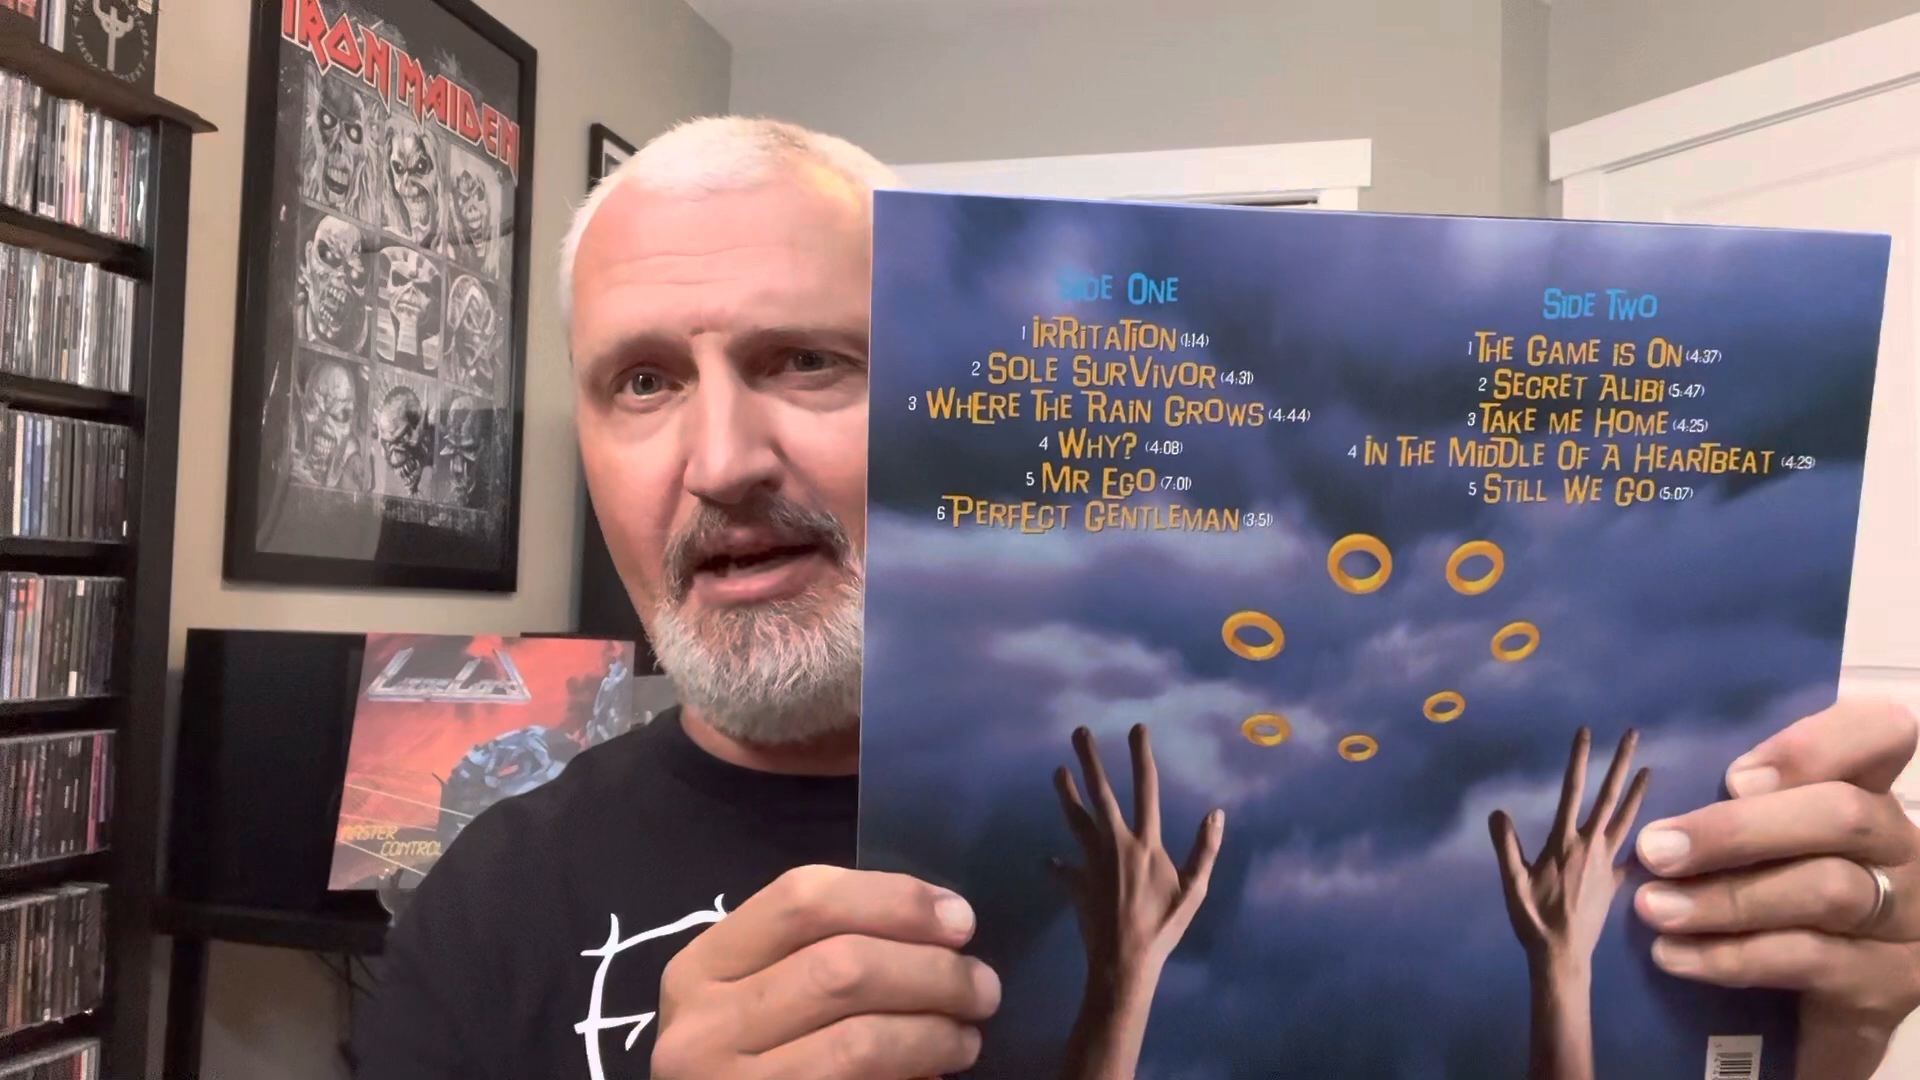 IRON MAIDEN
SIDE ONE
1 IRRITATION (1:14)
2 SOLE SURVIVOR (4:31)
3 WHERE THE RAIN GROWS (4:44)
4 WHY? (4:08)
5 MR EGO (7:01)
6 PERFECT GENTLEMAN (3:51)
SIDE TWO
1 THE GAME IS ON (4:37)
2 SECRET ALIBI (5:47)
3 TAKE ME HOME (4:25)
4 IN THE MIDDLE OF A HEARTBEAT (4:29)
5 STILL WE GO (5:07)
MASTER
CONTROL